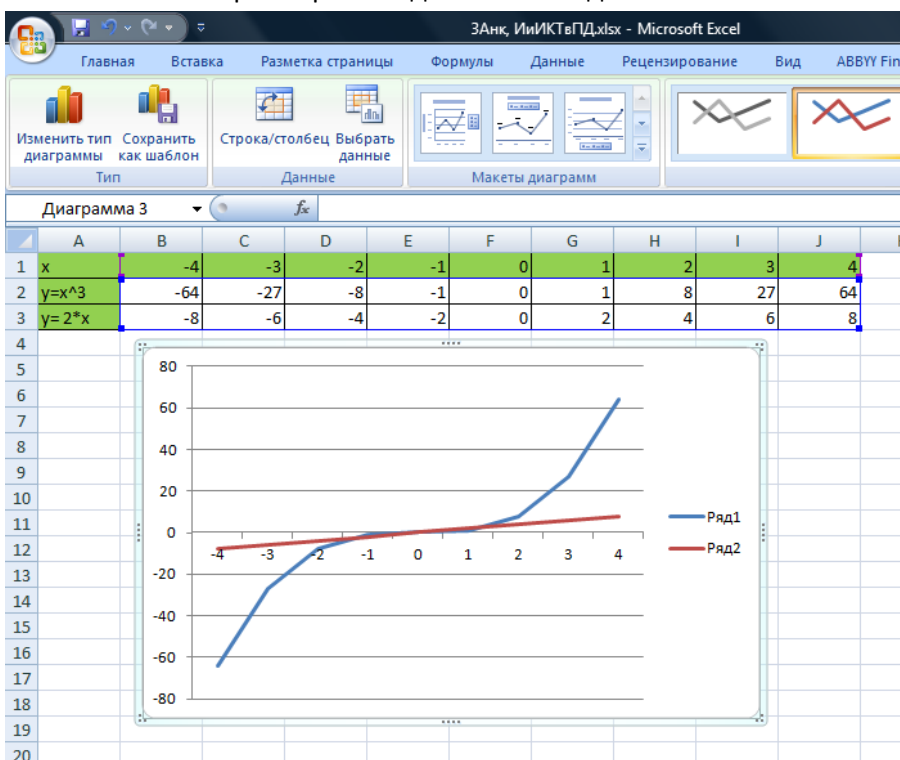 3Анк, ИиИКТвПД.xlsx - Microsoft Excel
Главная Вставка Разметка страницы Формулы Данные Рецензирование Вид ABBYY Fin
Изменить тип диаграммы Сохранить как шаблон Строка/столбец Выбрать данные
Тип Данные Макеты диаграмм
Диаграмма 3 fx
A B C D E F G H I J
1 x -4 -3 -2 -1 0 1 2 3 4
2 y=x^3 -64 -27 -8 -1 0 1 8 27 64
3 y= 2*x -8 -6 -4 -2 0 2 4 6 8
4
5 80
6
7 60
8 40
9
10 20
11 Ряд1
12 0 -4 -3 -2 -1 0 1 2 3 4 Ряд2
13 -20
14
15 -40
16 -60
17
18 -80
19
20